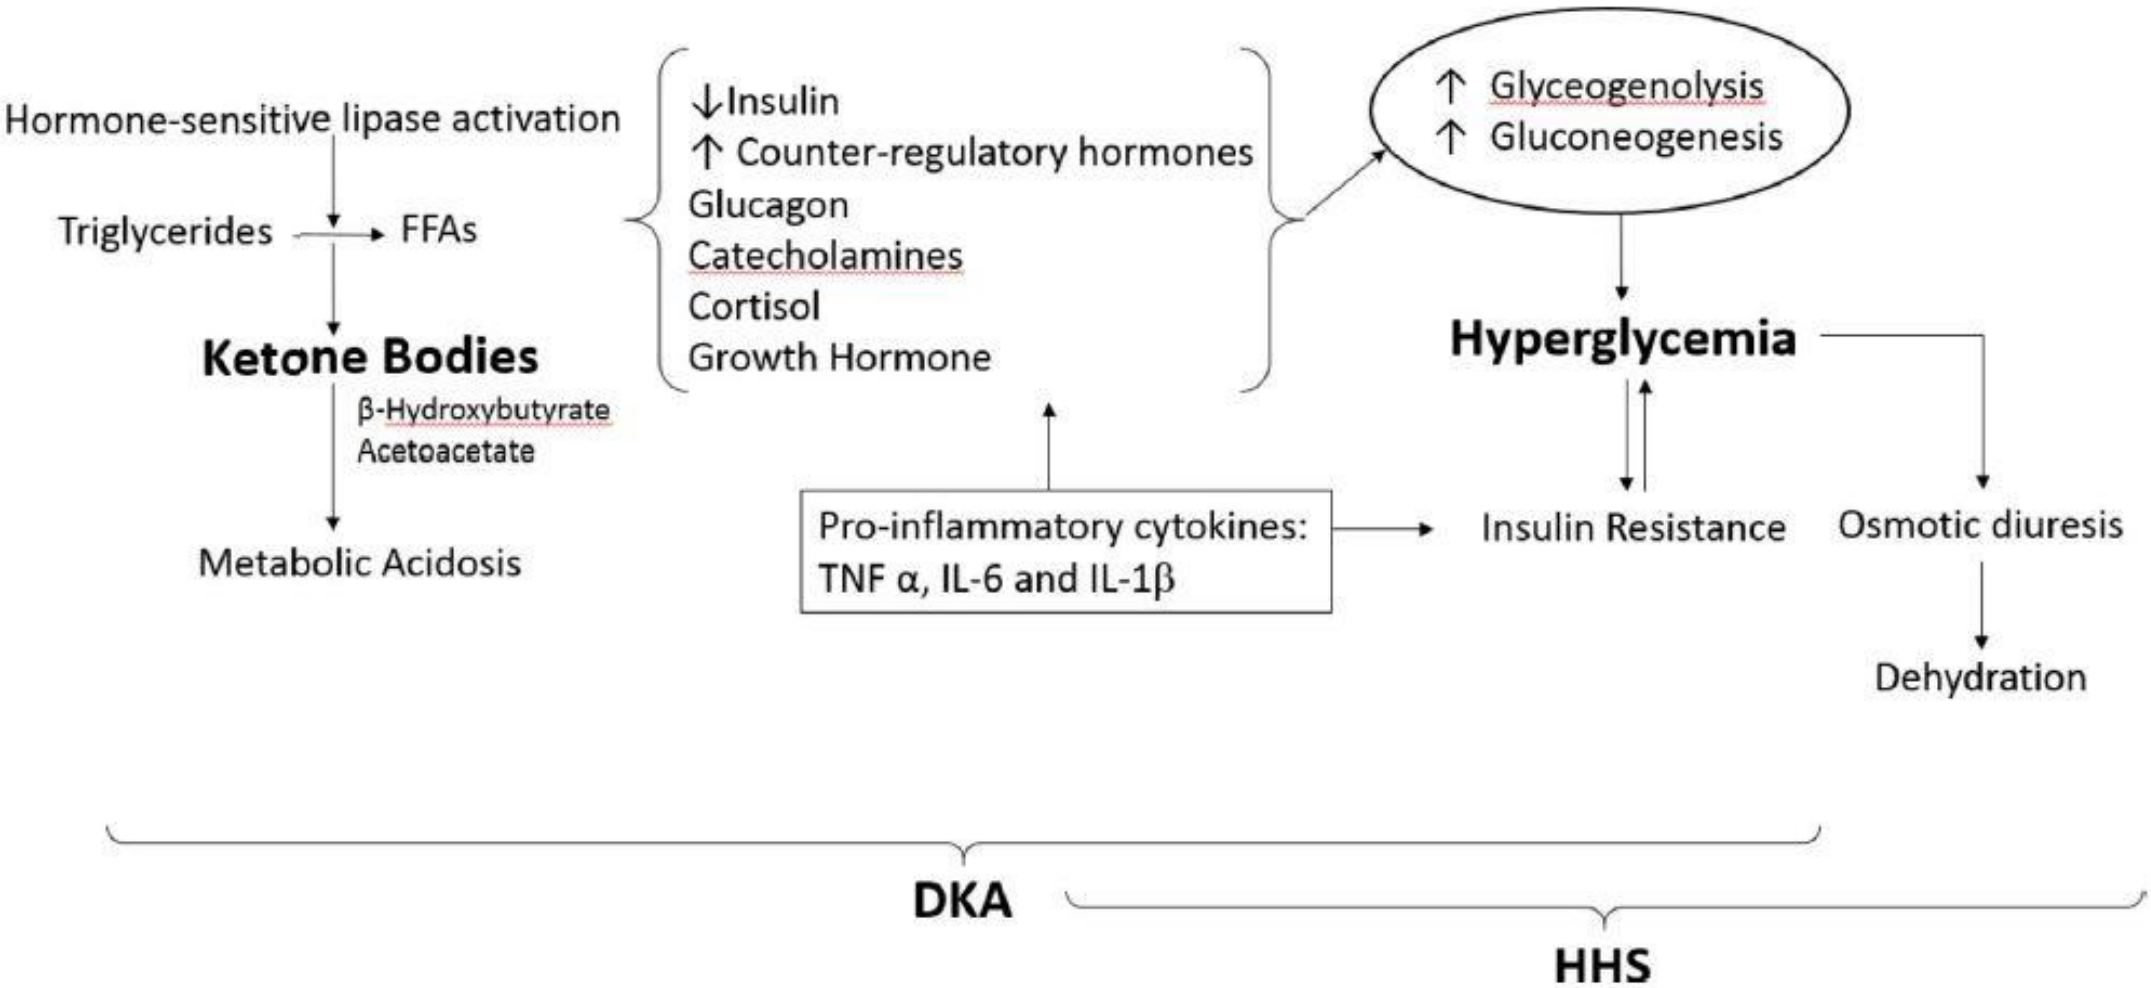 Hormone-sensitive lipase activation
Triglycerides
FFAs
Ketone Bodies
β-Hydroxybutyrate
Acetoacetate
Metabolic Acidosis
↓Insulin
↑ Counter-regulatory hormones
Glucagon
Catecholamines
Cortisol
Growth Hormone
Pro-inflammatory cytokines:
TNF α, IL-6 and IL-1β
↑ Glyceogenolysis
↑ Gluconeogenesis
Hyperglycemia
Insulin Resistance
Osmotic diuresis
Dehydration
DKA
HHS